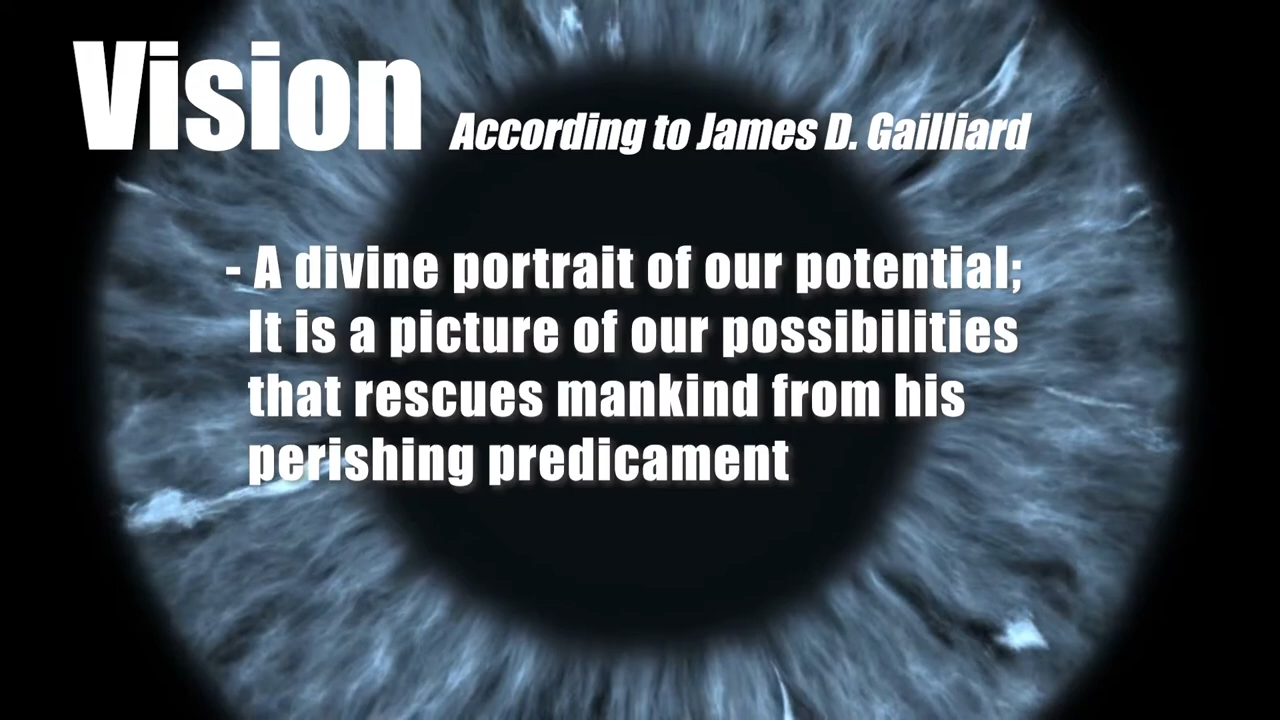 Vision According to James D. Gailliard
- A divine portrait of our potential;
It is a picture of our possibilities
that rescues mankind from his
perishing predicament